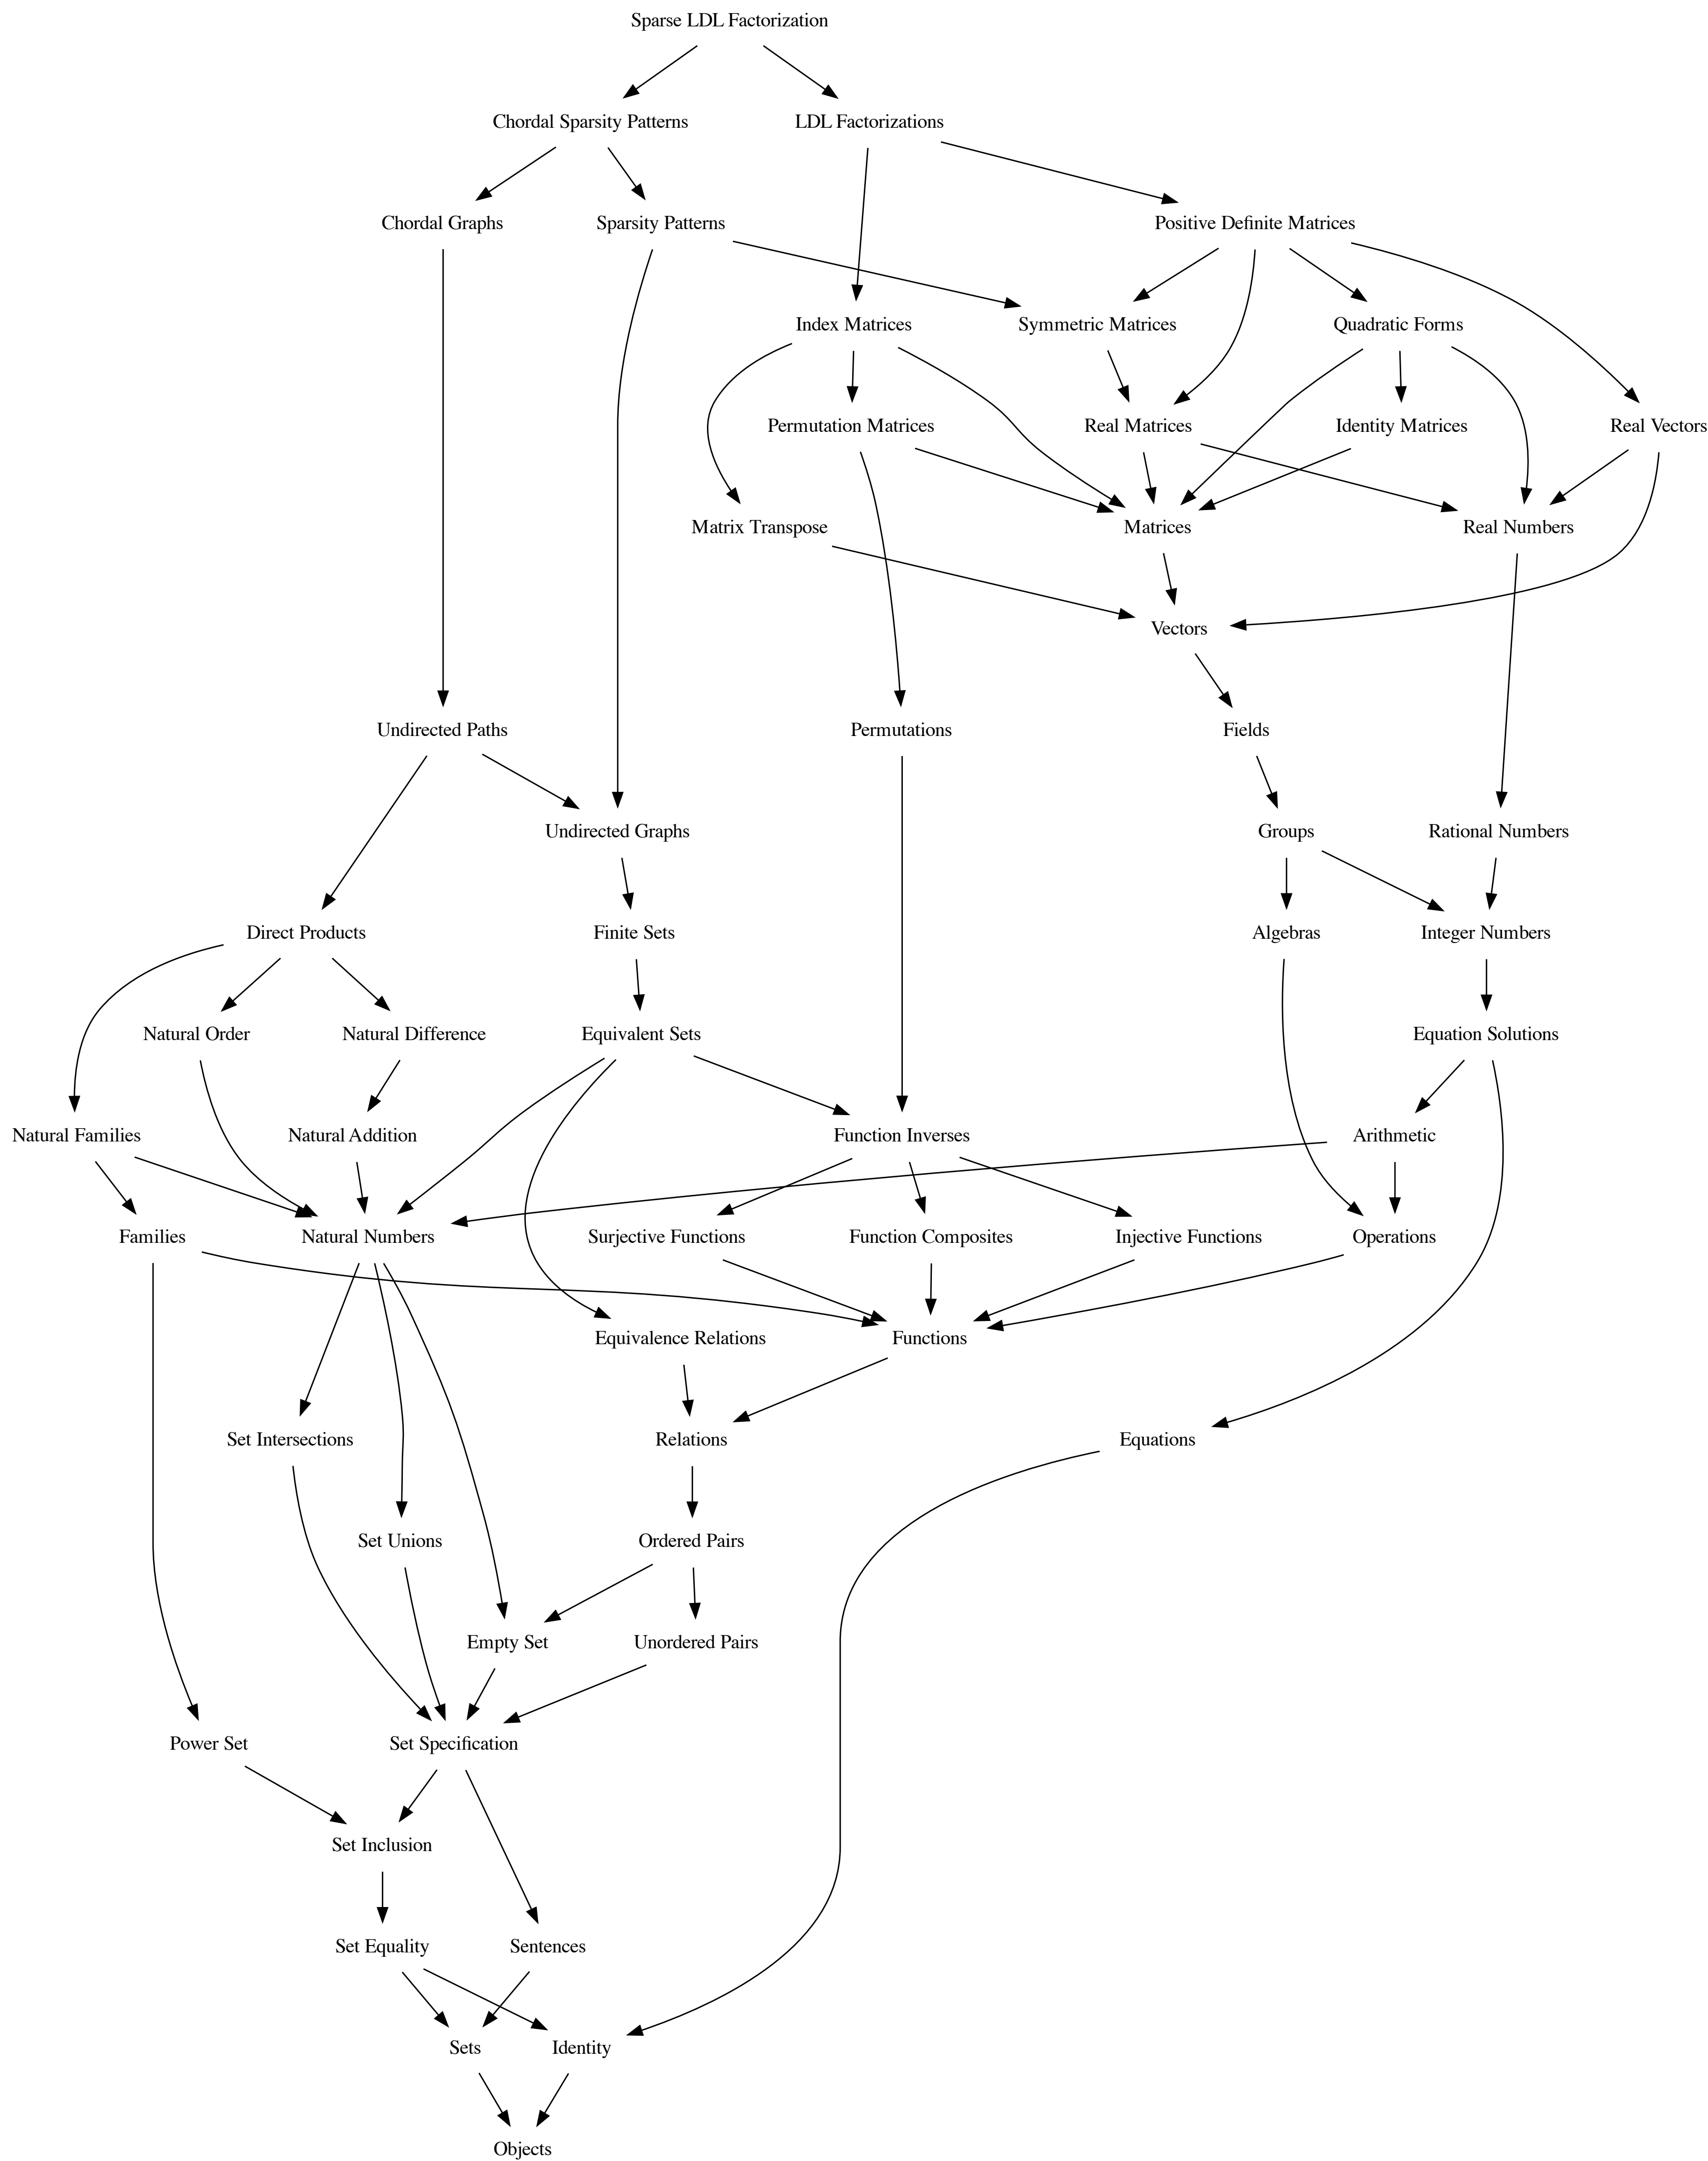 Sparse LDL Factorization
Chordal Sparsity Patterns
LDL Factorizations
Chordal Graphs
Sparsity Patterns
Positive Definite Matrices
Index Matrices
Symmetric Matrices
Quadratic Forms
Permutation Matrices
Real Matrices
Identity Matrices
Real Vectors
Matrix Transpose
Matrices
Real Numbers
Vectors
Undirected Paths
Permutations
Fields
Undirected Graphs
Groups
Rational Numbers
Direct Products
Finite Sets
Algebras
Integer Numbers
Natural Order
Natural Difference
Equivalent Sets
Equation Solutions
Natural Families
Natural Addition
Function Inverses
Arithmetic
Families
Natural Numbers
Surjective Functions
Function Composites
Injective Functions
Operations
Equivalence Relations
Functions
Set Intersections
Relations
Equations
Set Unions
Ordered Pairs
Empty Set
Unordered Pairs
Power Set
Set Specification
Set Inclusion
Set Equality
Sentences
Sets
Identity
Objects